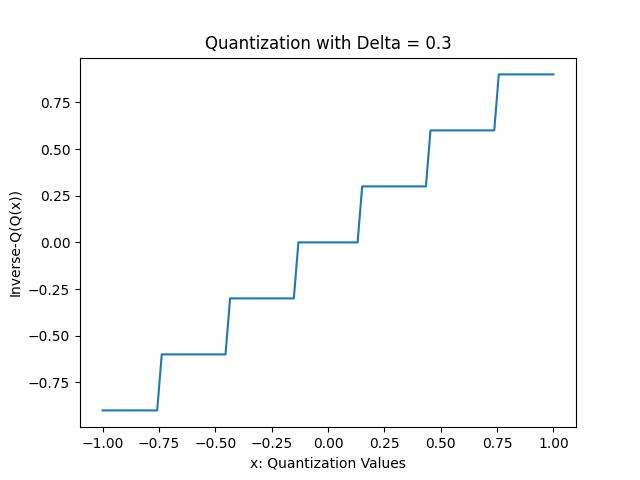 Quantization with Delta = 0.3
0.75
0.50
0.25
0.00
−0.25
−0.50
−0.75
Inverse-Q(Q(x))
−1.00 −0.75 −0.50 −0.25 0.00 0.25 0.50 0.75 1.00
x: Quantization Values